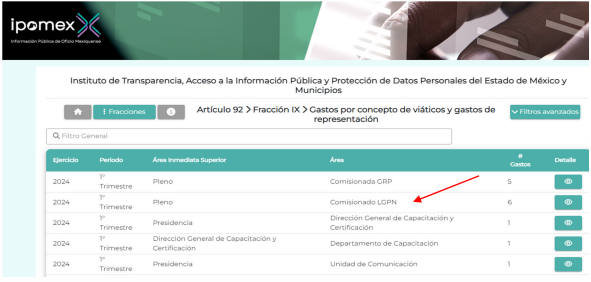 ipomex
Información Pública de Oficio Mexiquense
Instituto de Transparencia, Acceso a la Información Pública y Protección de Datos Personales del Estado de México y
Municipios
Fracciones
Artículo 92 > Fracción IX > Gastos por concepto de viáticos y gastos de
representación
Filtros avanzados
Filtro General
Ejercicio Periodo Área Inmediata Superior Área # Gastos Detalle
2024 1° Trimestre Pleno Comisionada GRP 5
2024 1° Trimestre Pleno Comisionado LGPN 6
2024 1° Trimestre Presidencia Dirección General de Capacitación y Certificación 1
2024 1° Trimestre Dirección General de Capacitación y Certificación Departamento de Capacitación 1
2024 1° Trimestre Presidencia Unidad de Comunicación 1